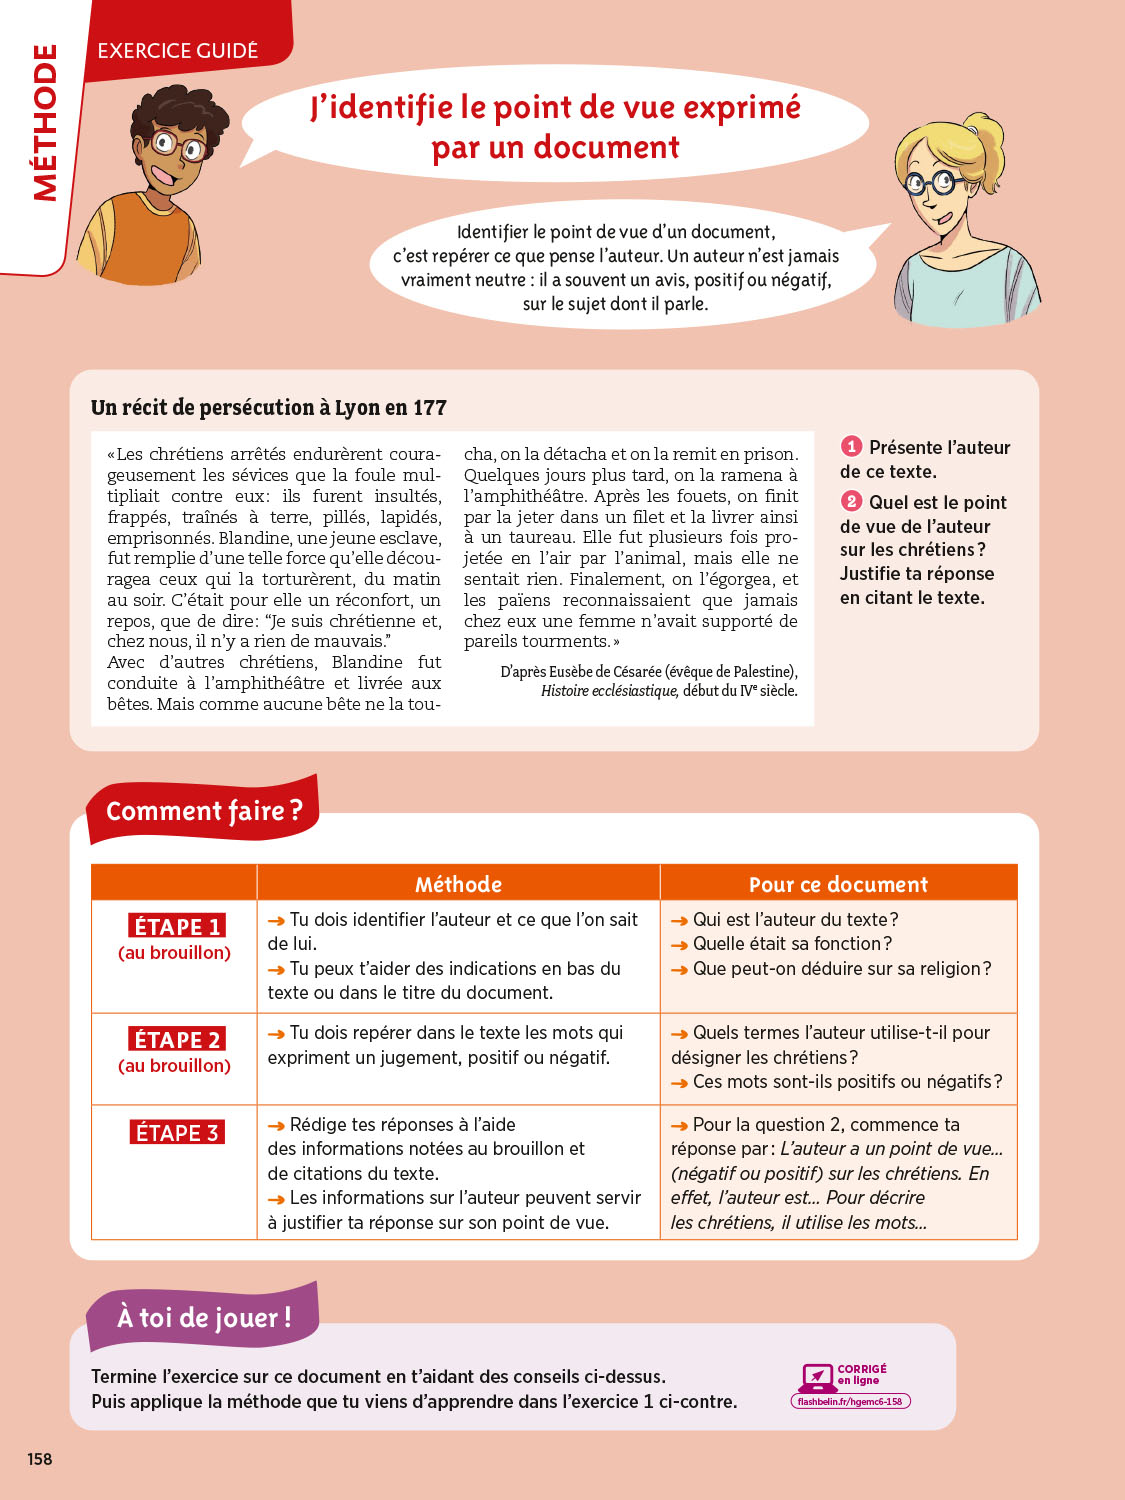 MÉTHODE
EXERCICE GUIDÉ
J'identifie le point de vue exprimé
par un document
Identifier le point de vue d'un document,
c'est repérer ce que pense l'auteur. Un auteur n'est jamais
vraiment neutre : il a souvent un avis, positif ou négatif,
sur le sujet dont il parle.
Un récit de persécution à Lyon en 177
«Les chrétiens arrêtés endurèrent coura-
geusement les sévices que la foule mul-
tipliait contre eux : ils furent insultés,
frappés, traînés à terre, pillés, lapidés,
emprisonnés. Blandine, une jeune esclave,
fut remplie d'une telle force qu'elle décou-
ragea ceux qui la torturèrent, du matin
au soir. C'était pour elle un réconfort, un
repos, que de dire : “Je suis chrétienne et,
chez nous, il n'y a rien de mauvais.”
Avec d'autres chrétiens, Blandine fut
conduite à l'amphithéâtre et livrée aux
bêtes. Mais comme aucune bête ne la tou-
cha, on la détacha et on la remit en prison.
Quelques jours plus tard, on la ramena à
l'amphithéâtre. Après les fouets, on finit
par la jeter dans un filet et la livrer ainsi
à un taureau. Elle fut plusieurs fois pro-
jetée en l'air par l'animal, mais elle ne
sentait rien. Finalement, on l'égorgea, et
les païens reconnaissaient que jamais
chez eux une femme n'avait supporté de
pareils tourments. »
D'après Eusèbe de Césarée (évêque de Palestine),
Histoire ecclésiastique, début du IVe siècle.
1 Présente l'auteur
de ce texte.
2 Quel est le point
de vue de l'auteur
sur les chrétiens ?
Justifie ta réponse
en citant le texte.
Comment faire ?
Méthode
Pour ce document
ÉTAPE 1
(au brouillon)
→ Tu dois identifier l'auteur et ce que l'on sait
de lui.
→ Tu peux t'aider des indications en bas du
texte ou dans le titre du document.
→ Qui est l'auteur du texte ?
→ Quelle était sa fonction ?
→ Que peut-on déduire sur sa religion ?
ÉTAPE 2
(au brouillon)
→ Tu dois repérer dans le texte les mots qui
expriment un jugement, positif ou négatif.
→ Quels termes l'auteur utilise-t-il pour
désigner les chrétiens ?
→ Ces mots sont-ils positifs ou négatifs ?
ÉTAPE 3
→ Rédige tes réponses à l'aide
des informations notées au brouillon et
de citations du texte.
→ Les informations sur l'auteur peuvent servir
à justifier ta réponse sur son point de vue.
→ Pour la question 2, commence ta
réponse par : L'auteur a un point de vue...
(négatif ou positif) sur les chrétiens. En
effet, l'auteur est... Pour décrire
les chrétiens, il utilise les mots...
À toi de jouer !
Termine l'exercice sur ce document en t'aidant des conseils ci-dessus.
Puis applique la méthode que tu viens d'apprendre dans l'exercice 1 ci-contre.
CORRIGÉ
en ligne
flashbelin.fr/hgemc6-158
158